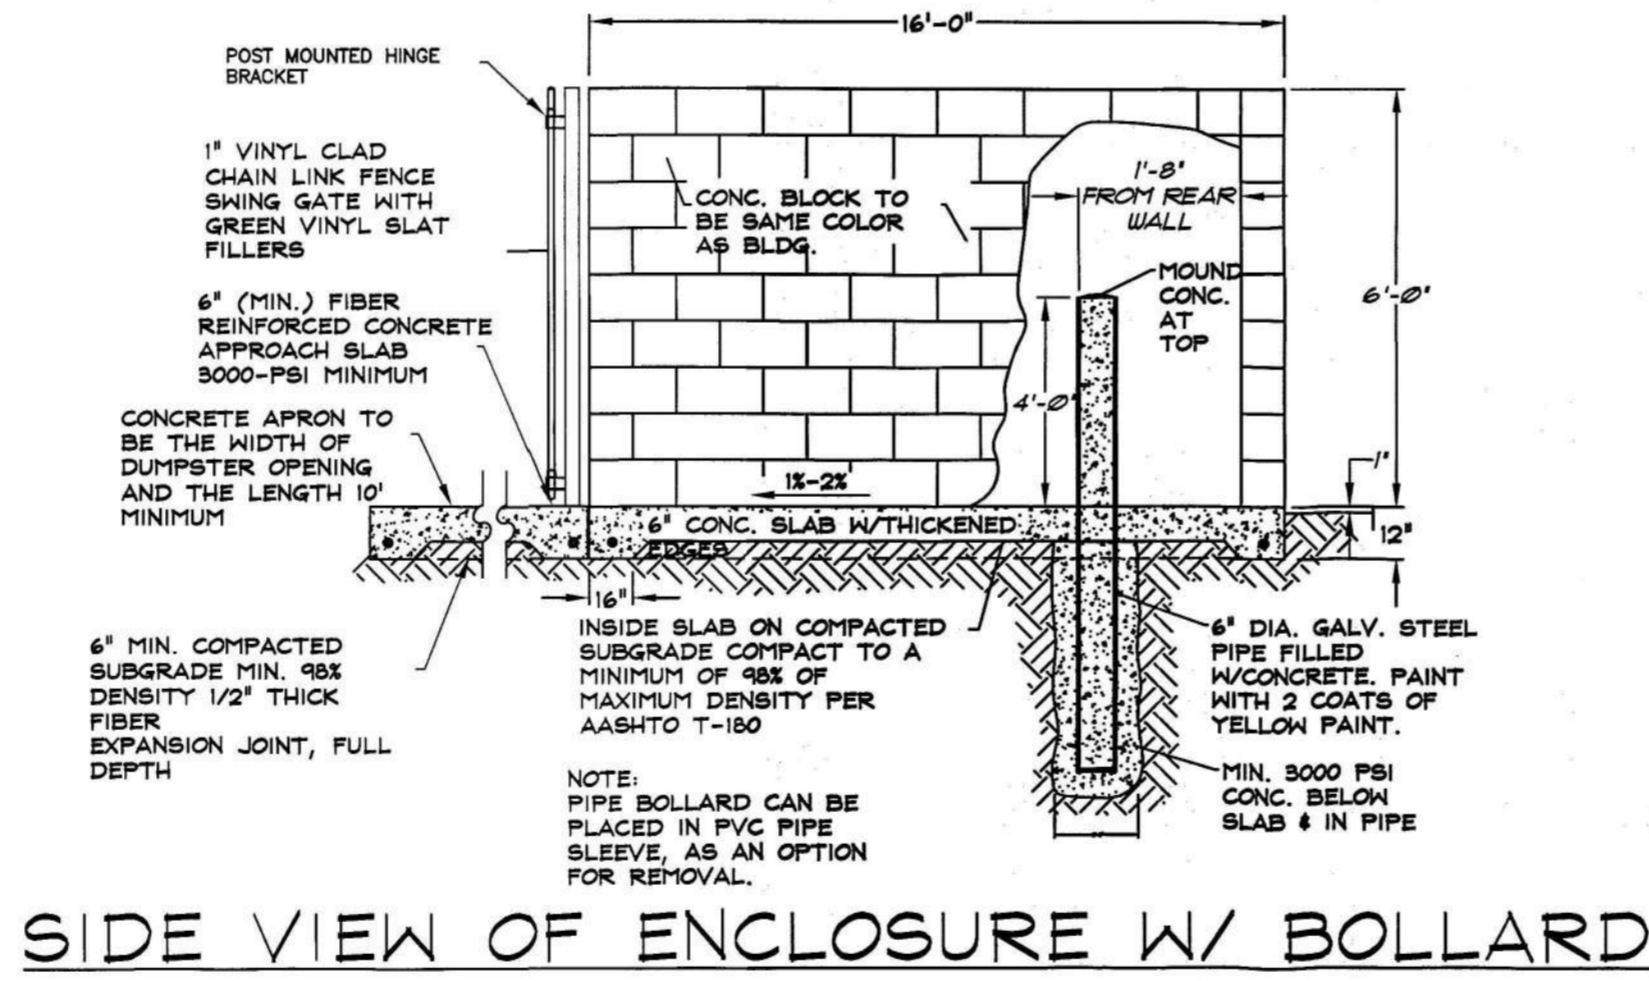 16'-0"
POST MOUNTED HINGE
BRACKET
1" VINYL CLAD
CHAIN LINK FENCE
SWING GATE WITH
GREEN VINYL SLAT
FILLERS
CONC. BLOCK TO
BE SAME COLOR
AS BLDG.
1'-8"
FROM REAR
WALL
MOUND
CONC.
AT
TOP
6'-0"
6" (MIN.) FIBER
REINFORCED CONCRETE
APPROACH SLAB
3000-PSI MINIMUM
4'-0"
CONCRETE APRON TO
BE THE WIDTH OF
DUMPSTER OPENING
AND THE LENGTH 10'
MINIMUM
1%-2%
1"
12"
6" CONC. SLAB W/THICKENED
EDGES
16"
6" MIN. COMPACTED
SUBGRADE MIN. 98%
DENSITY 1/2" THICK
FIBER
EXPANSION JOINT, FULL
DEPTH
INSIDE SLAB ON COMPACTED
SUBGRADE COMPACT TO A
MINIMUM OF 98% OF
MAXIMUM DENSITY PER
AASHTO T-180
6" DIA. GALV. STEEL
PIPE FILLED
W/CONCRETE. PAINT
WITH 2 COATS OF
YELLOW PAINT.
MIN. 3000 PSI
CONC. BELOW
SLAB & IN PIPE
NOTE:
PIPE BOLLARD CAN BE
PLACED IN PVC PIPE
SLEEVE, AS AN OPTION
FOR REMOVAL.
SIDE VIEW OF ENCLOSURE W/ BOLLARD